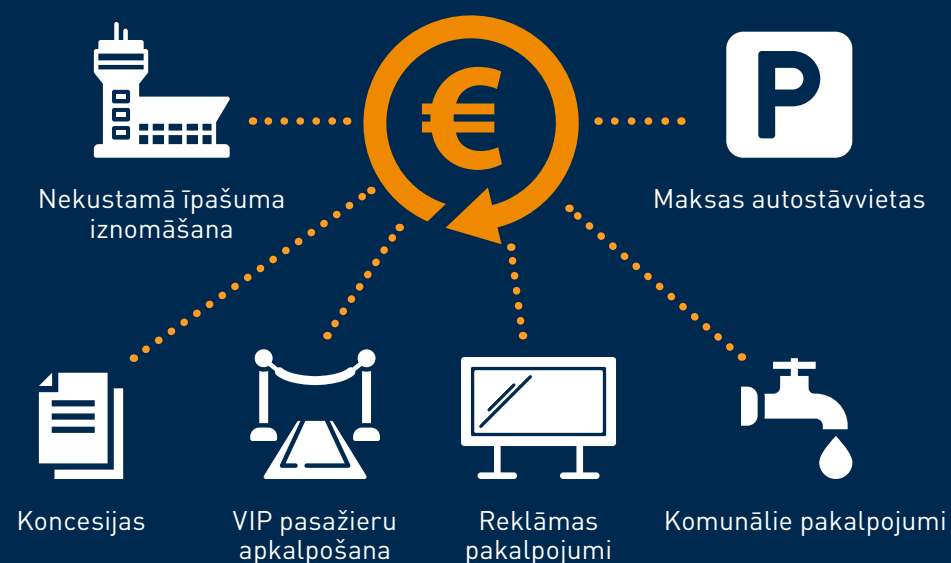 €
P
Nekustamā īpašuma
iznomāšana
Maksas autostāvvietas
Koncesijas
VIP pasažieru
apkalpošana
Reklāmas
pakalpojumi
Komunālie pakalpojumi